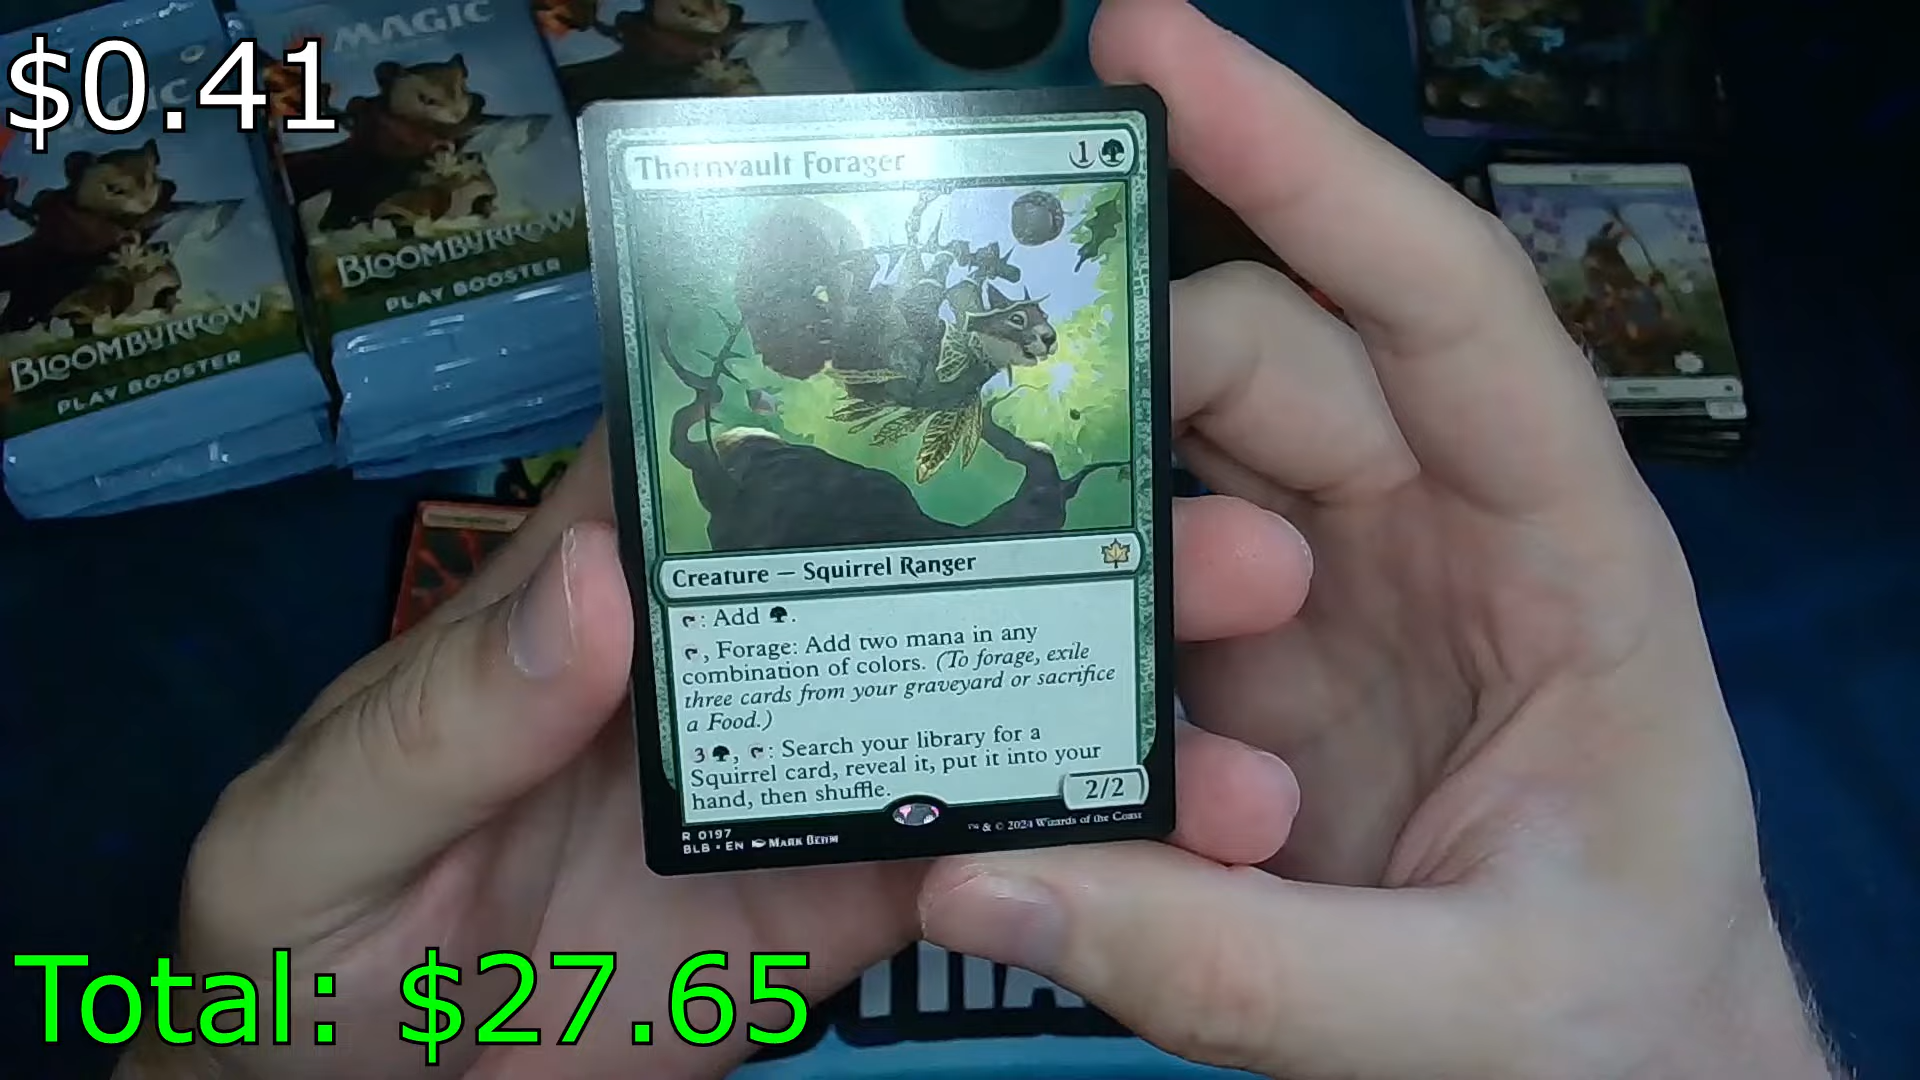 $0.41
MAGIC
BLOOMBURROW
PLAY BOOSTER
MAGIC
BLOOMBURROW
PLAY BOOSTER
Thornvault Forager 1
Creature — Squirrel Ranger
: Add .
, Forage: Add two mana in any
combination of colors. (To forage, exile
three cards from your graveyard or sacrifice
a Food.)
3 , : Search your library for a
Squirrel card, reveal it, put it into your
hand, then shuffle.
2/2
R 0197
BLB • EN MARK BEHM
™ & © 2024 Wizards of the Coast
Total: $27.65